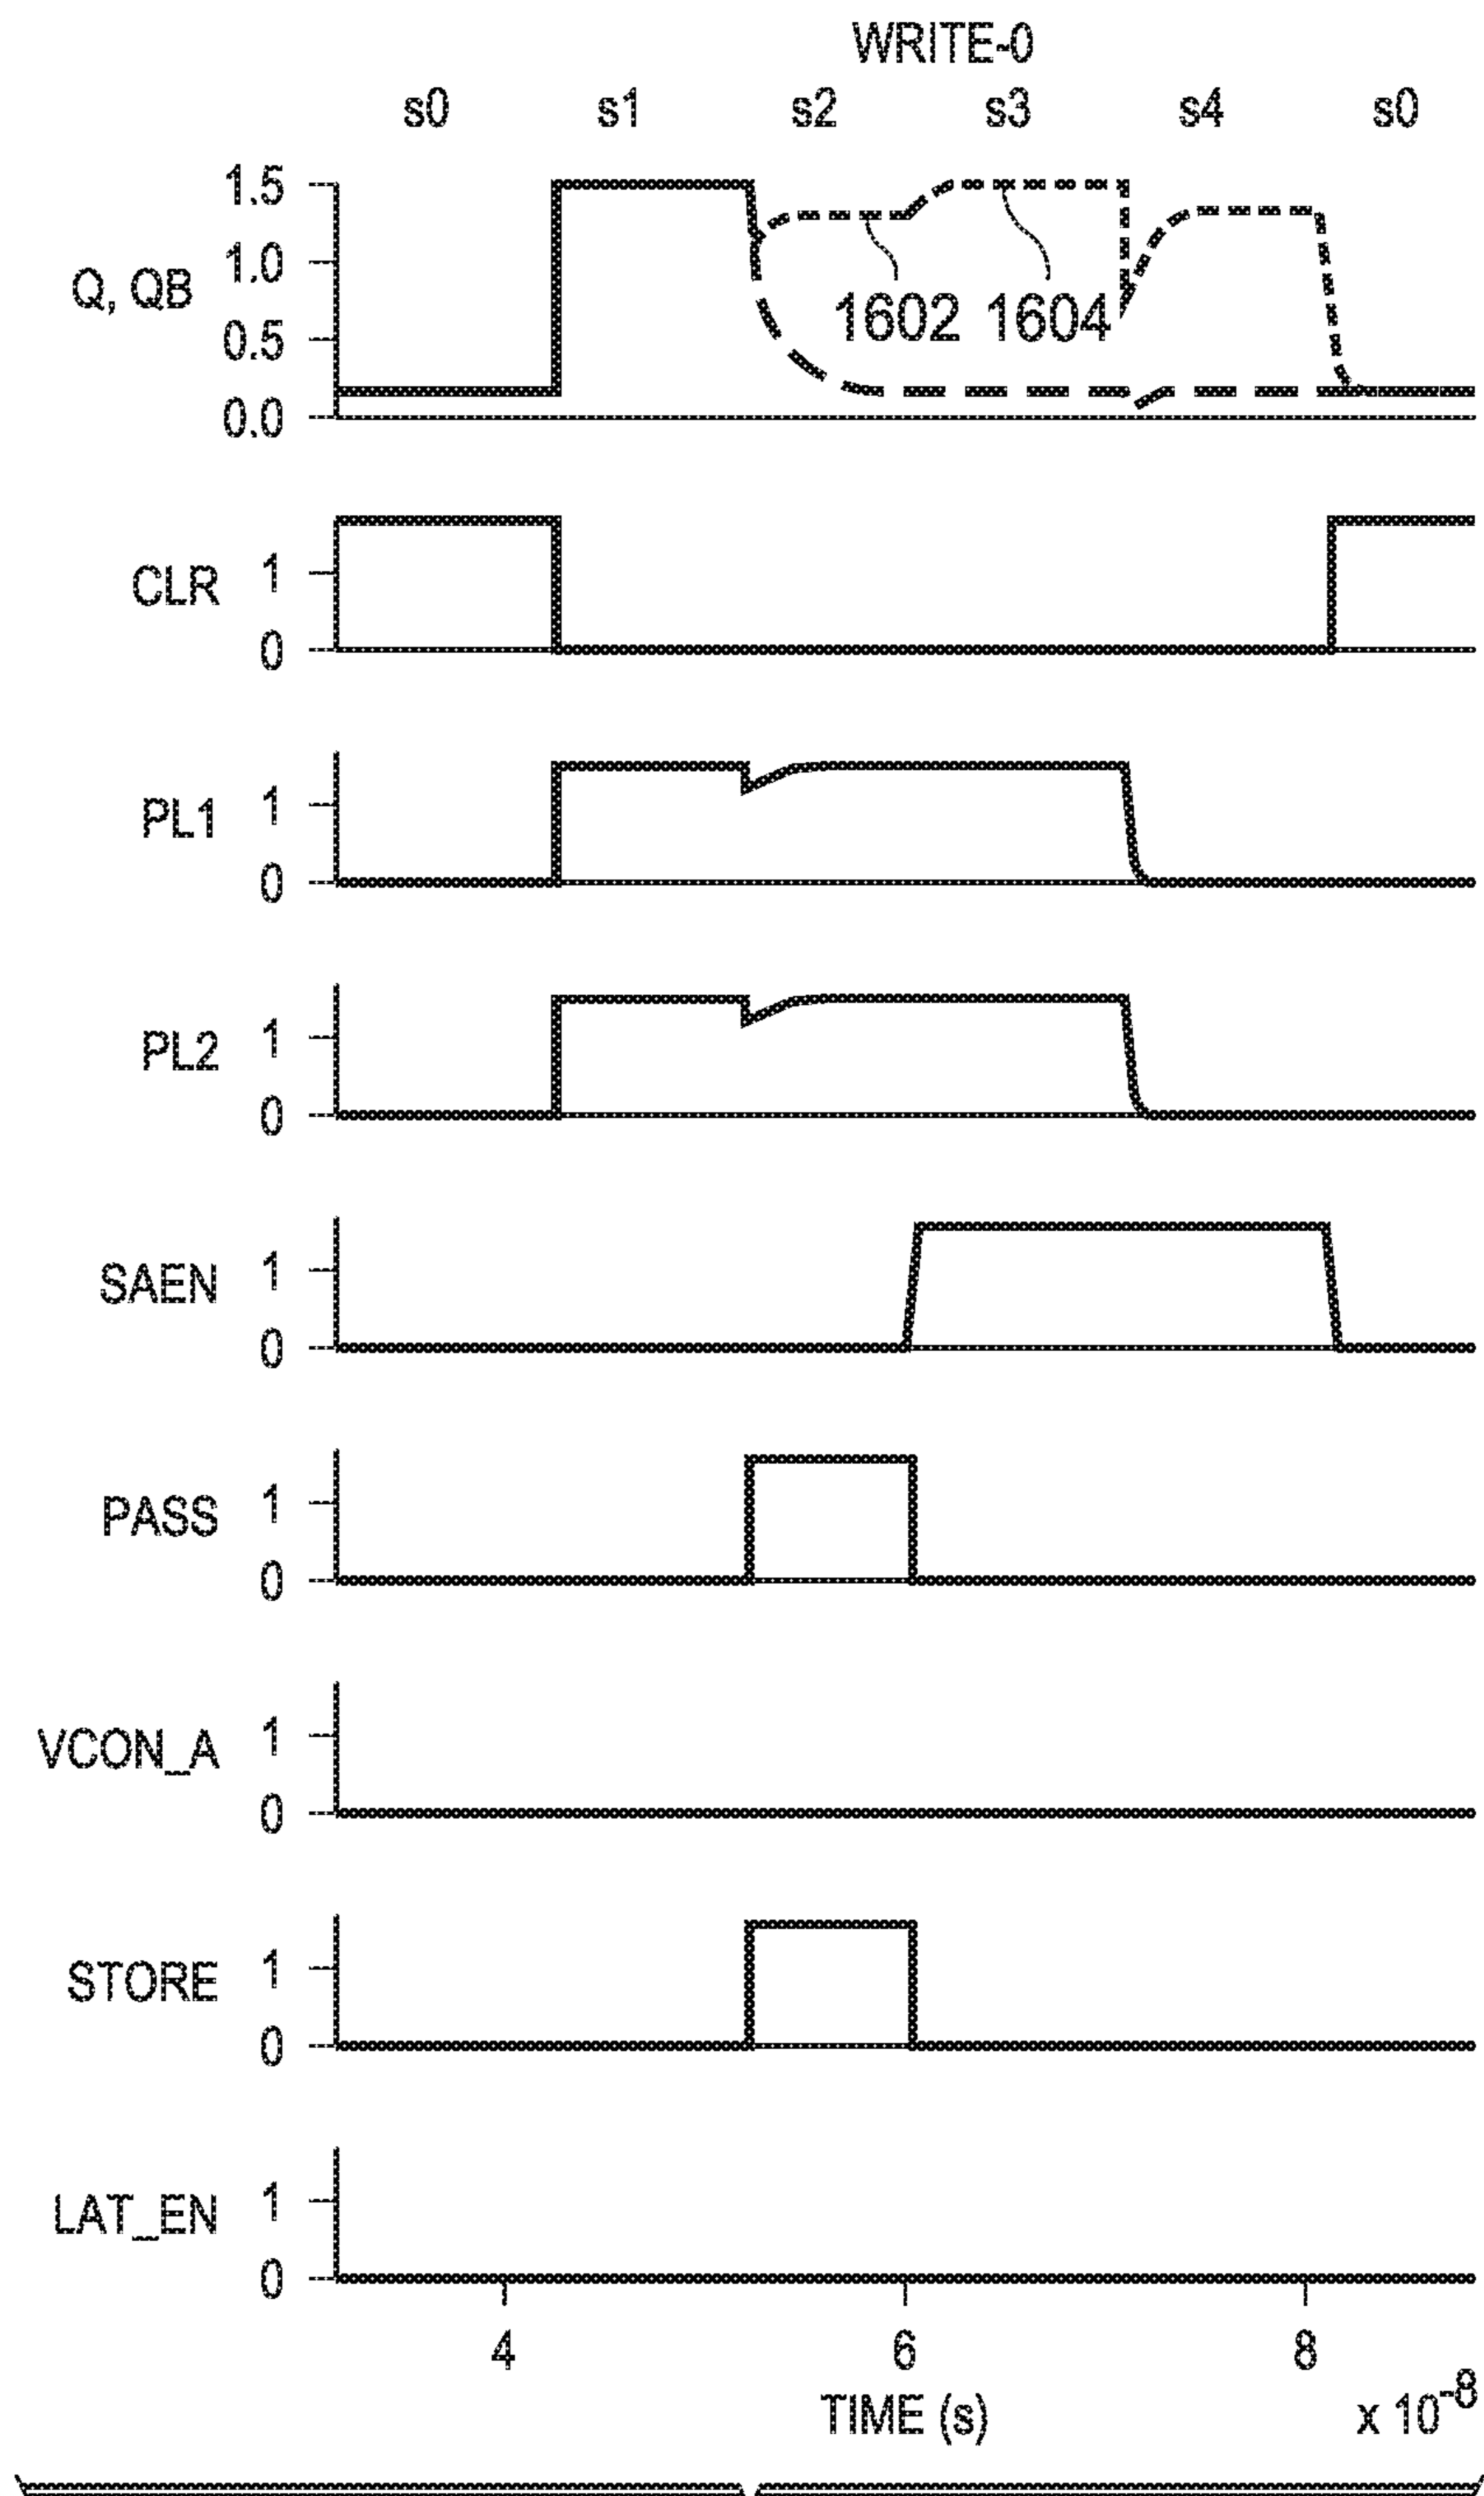 WRITE-0
s0 s1 s2 s3 s4 s0
1.5
1.0
Q, QB
0.5
0.0
1602 1604
1
CLR
0
1
PL1
0
1
PL2
0
1
SAEN
0
1
PASS
0
1
VCON_A
0
1
STORE
0
1
LAT_EN
0
4 6 8
TIME (s) x 10-8